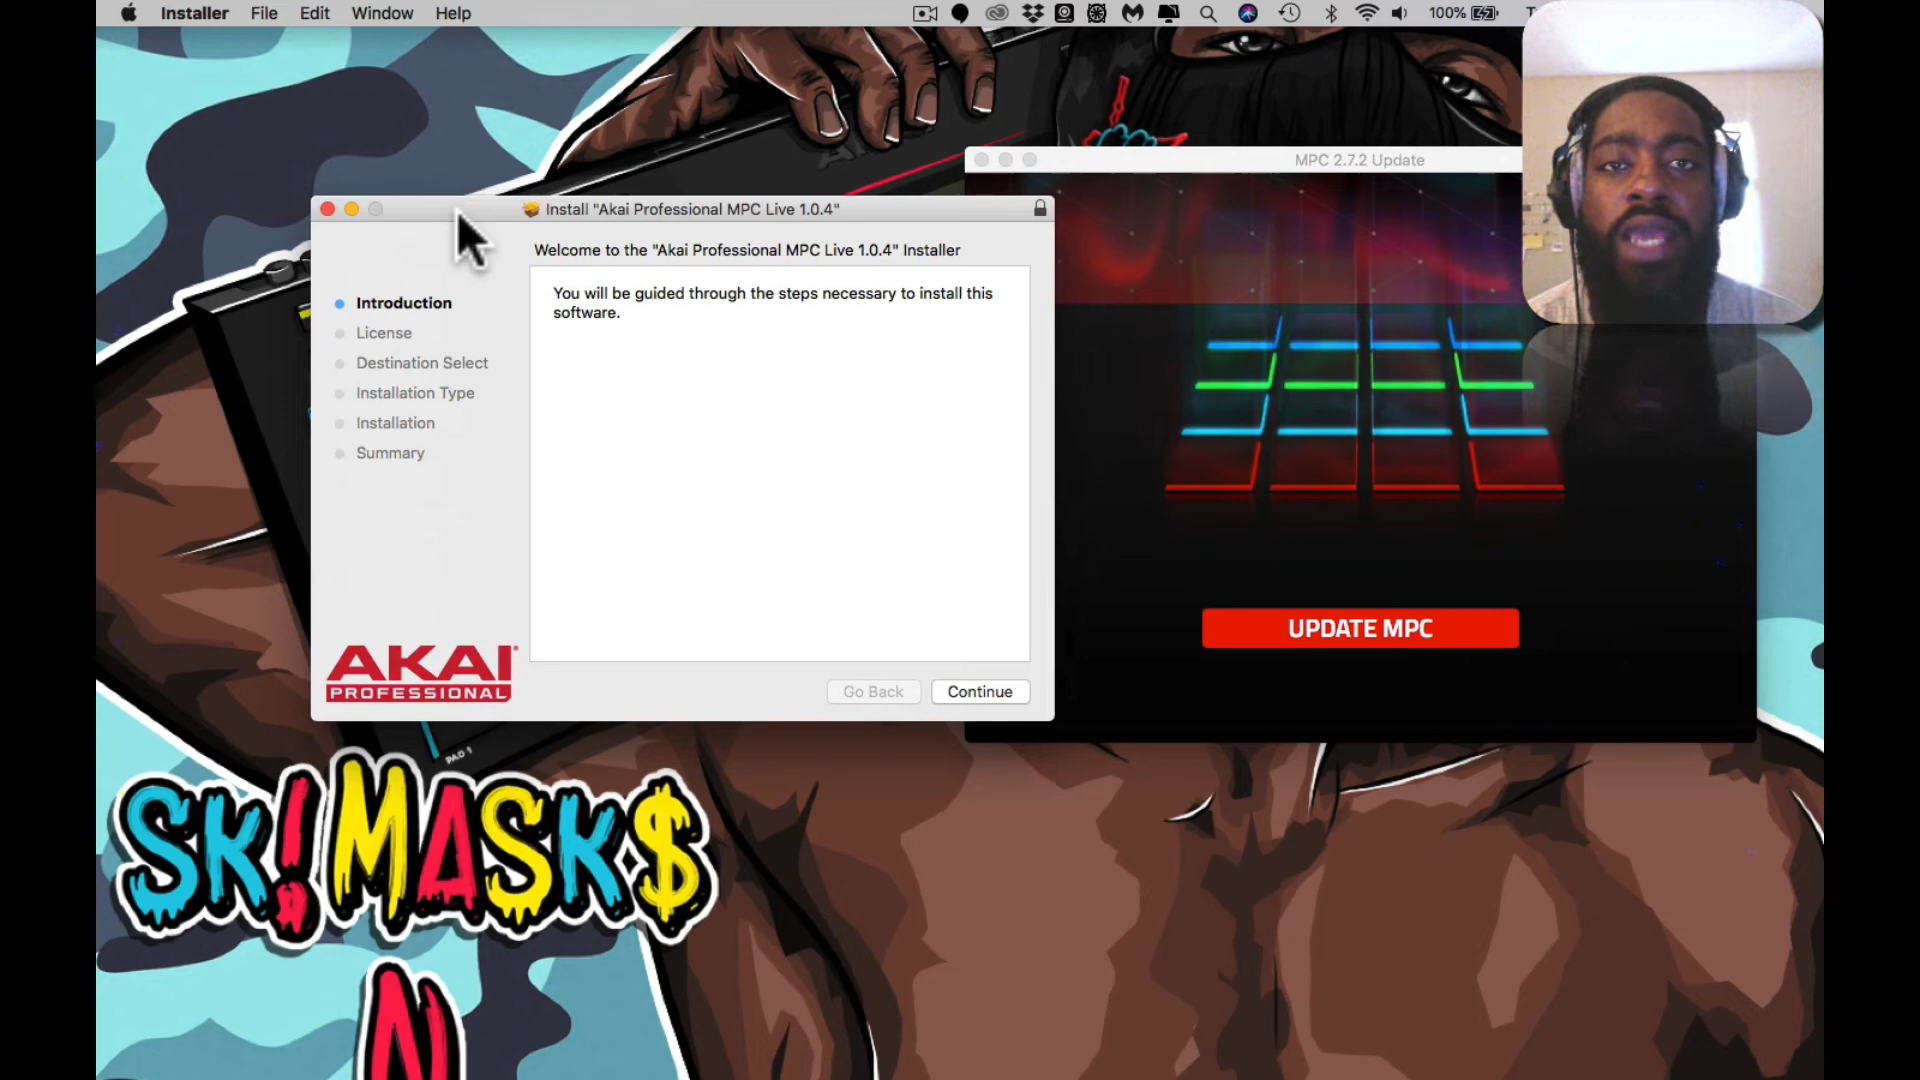 Installer File Edit Window Help
100%
MPC 2.7.2 Update
Install "Akai Professional MPC Live 1.0.4"
Welcome to the "Akai Professional MPC Live 1.0.4" Installer
You will be guided through the steps necessary to install this
software.
Introduction
License
Destination Select
Installation Type
Installation
Summary
AKAI
PROFESSIONAL
Go Back
Continue
UPDATE MPC
PAD 1
SK!MASK$
N